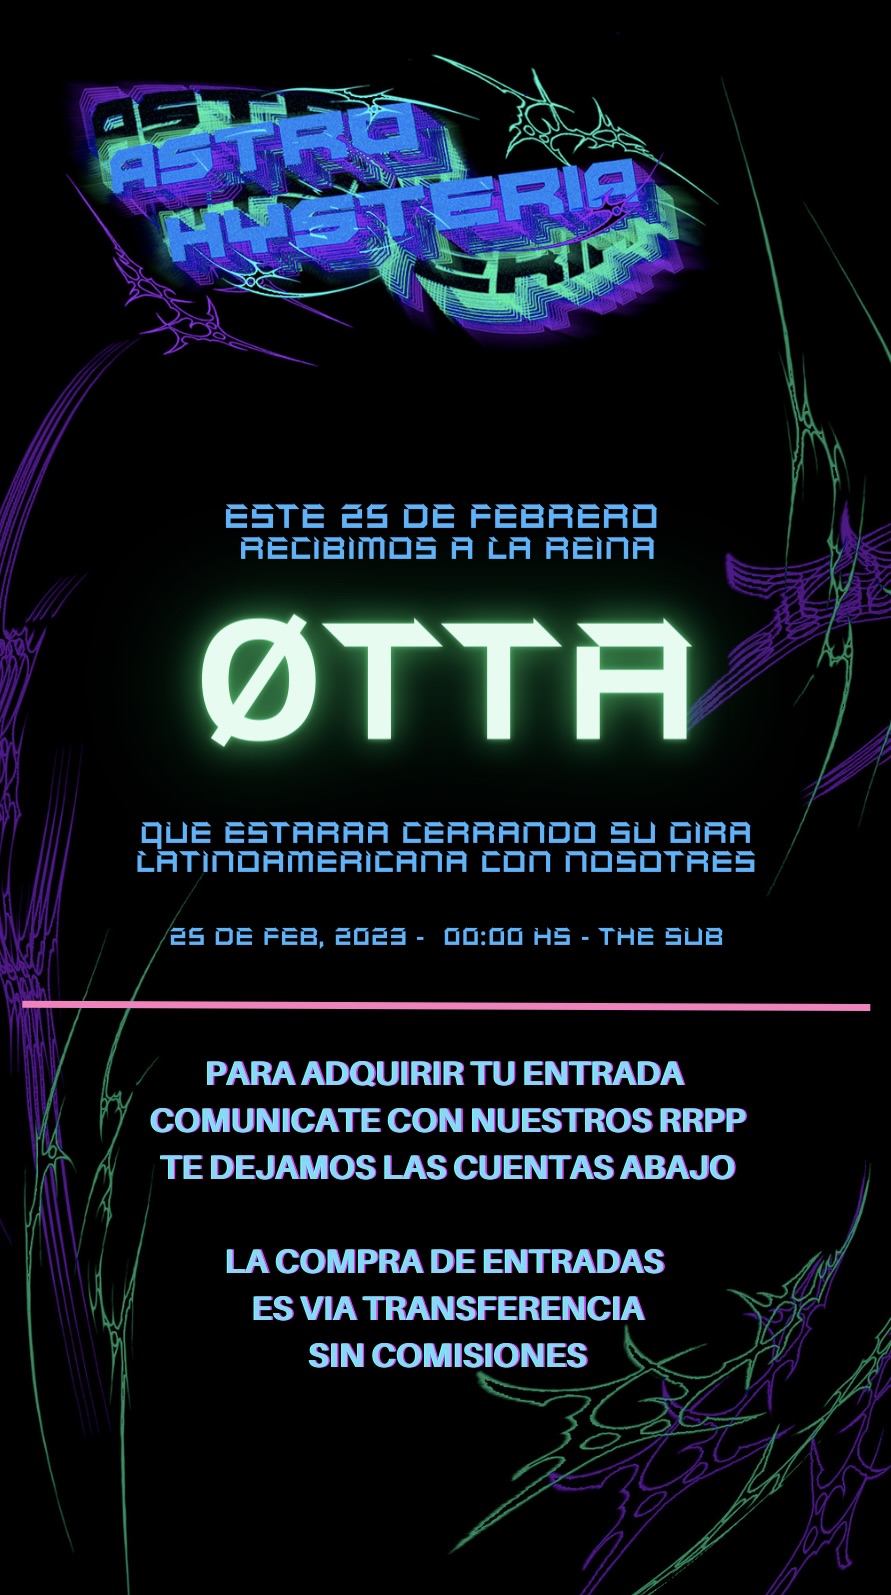 ASTRO
HYSTERIA
ESTE 25 DE FEBRERO
RECIBIMOS A LA REINA
ØTTA
QUE ESTARAA CERRANDO SU GIRA
LATINOAMERICANA CON NOSOTRES
25 DE FEB, 2023 - 00:00 HS - THE SUB
PARA ADQUIRIR TU ENTRADA
COMUNICATE CON NUESTROS RRPP
TE DEJAMOS LAS CUENTAS ABAJO
LA COMPRA DE ENTRADAS
ES VIA TRANSFERENCIA
SIN COMISIONES